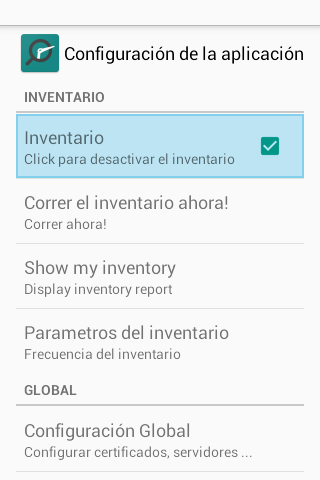 Configuración de la aplicación
INVENTARIO
Inventario
Click para desactivar el inventario
Correr el inventario ahora!
Correr ahora!
Show my inventory
Display inventory report
Parametros del inventario
Frecuencia del inventario
GLOBAL
Configuración Global
Configurar certificados, servidores ...